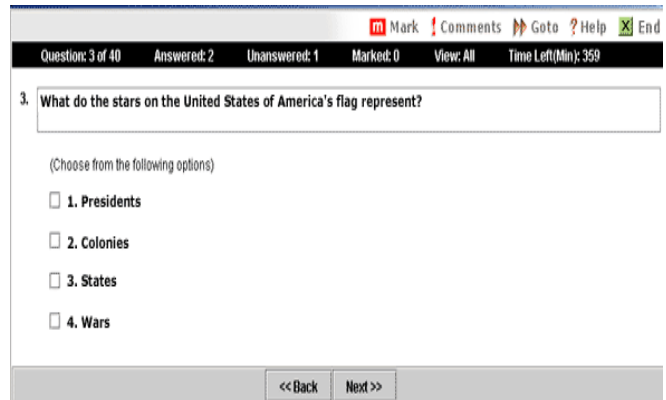 m Mark ! Comments Goto ? Help X End
Question: 3 of 40 Answered: 2 Unanswered: 1 Marked: 0 View: All Time Left(Min): 359
3. What do the stars on the United States of America's flag represent?
(Choose from the following options)
1. Presidents
2. Colonies
3. States
4. Wars
<< Back Next >>